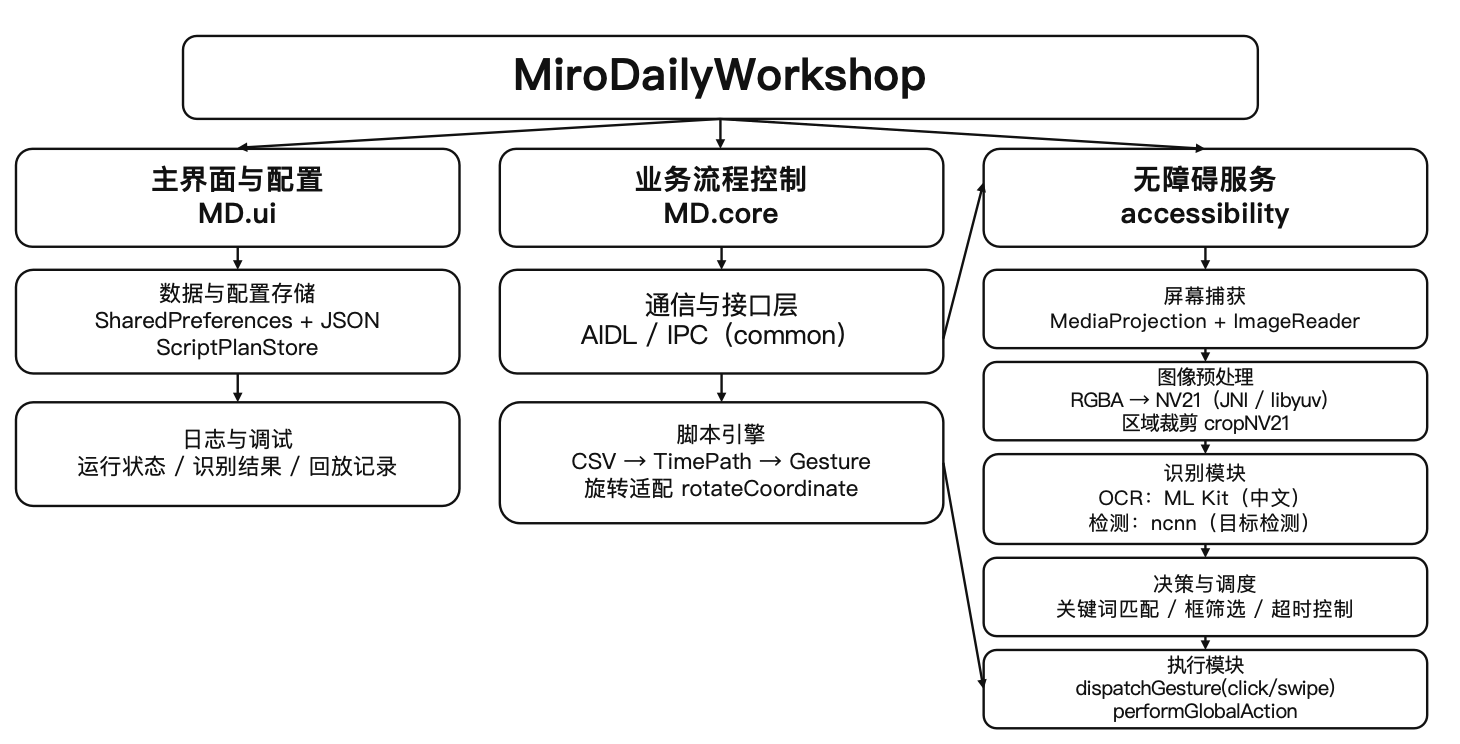 MiroDailyWorkshop
主界面与配置
MD.ui
数据与配置存储
SharedPreferences + JSON
ScriptPlanStore
日志与调试
运行状态 / 识别结果 / 回放记录
业务流程控制
MD.core
通信与接口层
AIDL / IPC（common）
脚本引擎
CSV → TimePath → Gesture
旋转适配 rotateCoordinate
无障碍服务
accessibility
屏幕捕获
MediaProjection + ImageReader
图像预处理
RGBA → NV21（JNI / libyuv）
区域裁剪 cropNV21
识别模块
OCR：ML Kit（中文）
检测：ncnn（目标检测）
决策与调度
关键词匹配 / 框筛选 / 超时控制
执行模块
dispatchGesture(click/swipe)
performGlobalAction